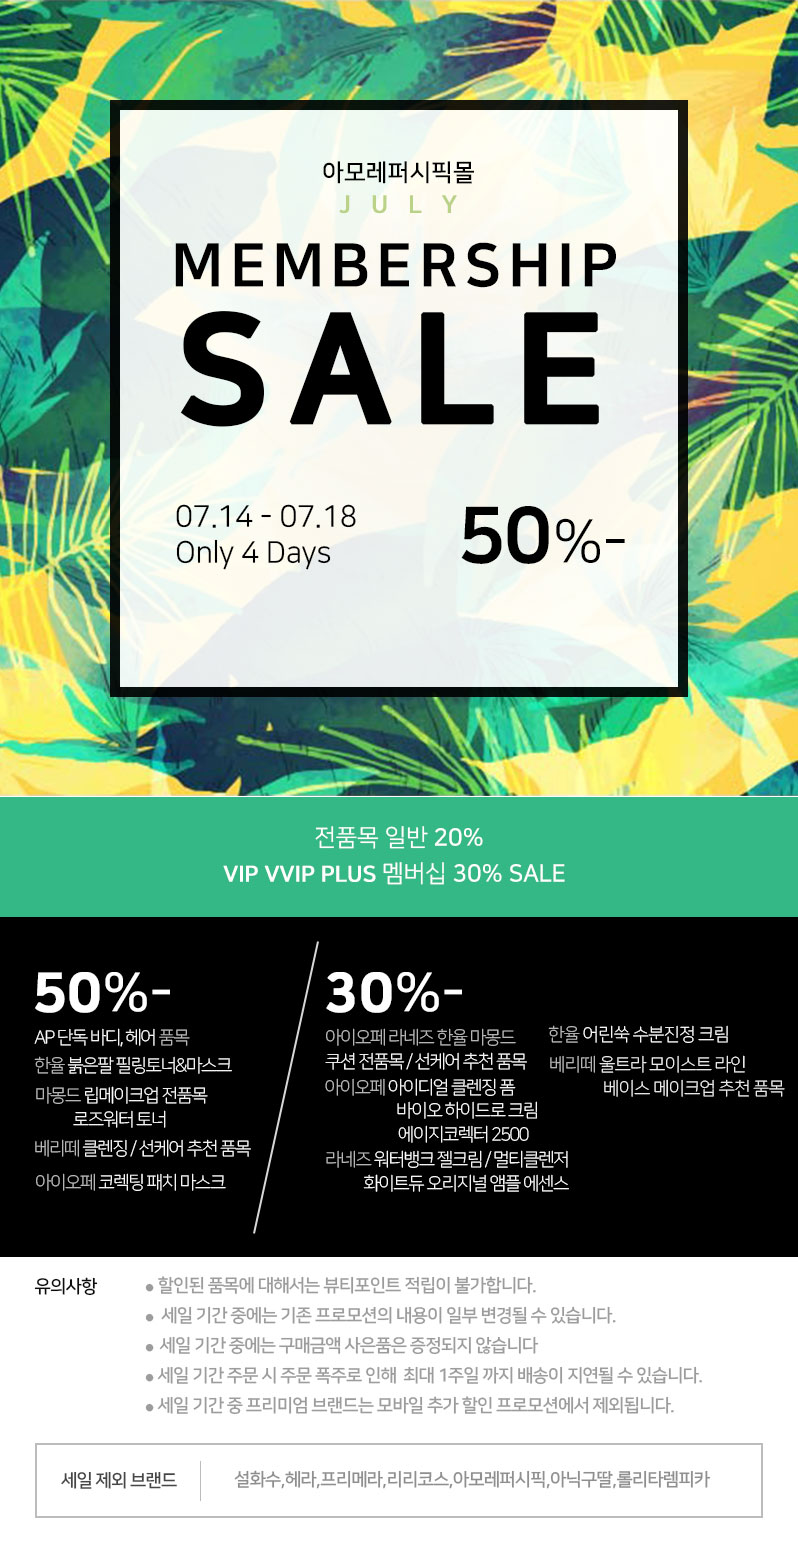 아모레퍼시픽몰
JULY
MEMBERSHIP
SALE
07.14 - 07.18
Only 4 Days
50%-
전품목 일반 20%
VIP VVIP PLUS 멤버십 30% SALE
50%-
AP 단독 바디, 헤어 품목
한율 붉은팥 필링토너&마스크
마몽드 립메이크업 전품목
로즈워터 토너
베리떼 클렌징 / 선케어 추천 품목
아이오페 코렉팅 패치 마스크
30%-
아이오페 라네즈 한율 마몽드
쿠션 전품목 / 선케어 추천 품목
아이오페 아이디얼 클렌징 폼
바이오 하이드로 크림
에이지코렉터 2500
라네즈 워터뱅크 젤크림 / 멀티클렌저
화이트듀 오리지널 앰플 에센스
한율 어린쑥 수분진정 크림
베리떼 울트라 모이스트 라인
베이스 메이크업 추천 품목
유의사항
● 할인된 품목에 대해서는 뷰티포인트 적립이 불가합니다.
● 세일 기간 중에는 기존 프로모션의 내용이 일부 변경될 수 있습니다.
● 세일 기간 중에는 구매금액 사은품은 증정되지 않습니다
● 세일 기간 주문 시 주문 폭주로 인해 최대 1주일 까지 배송이 지연될 수 있습니다.
● 세일 기간 중 프리미엄 브랜드는 모바일 추가 할인 프로모션에서 제외됩니다.
세일 제외 브랜드
설화수,헤라,프리메라,리리코스,아모레퍼시픽,아닉구딸,롤리타렘피카